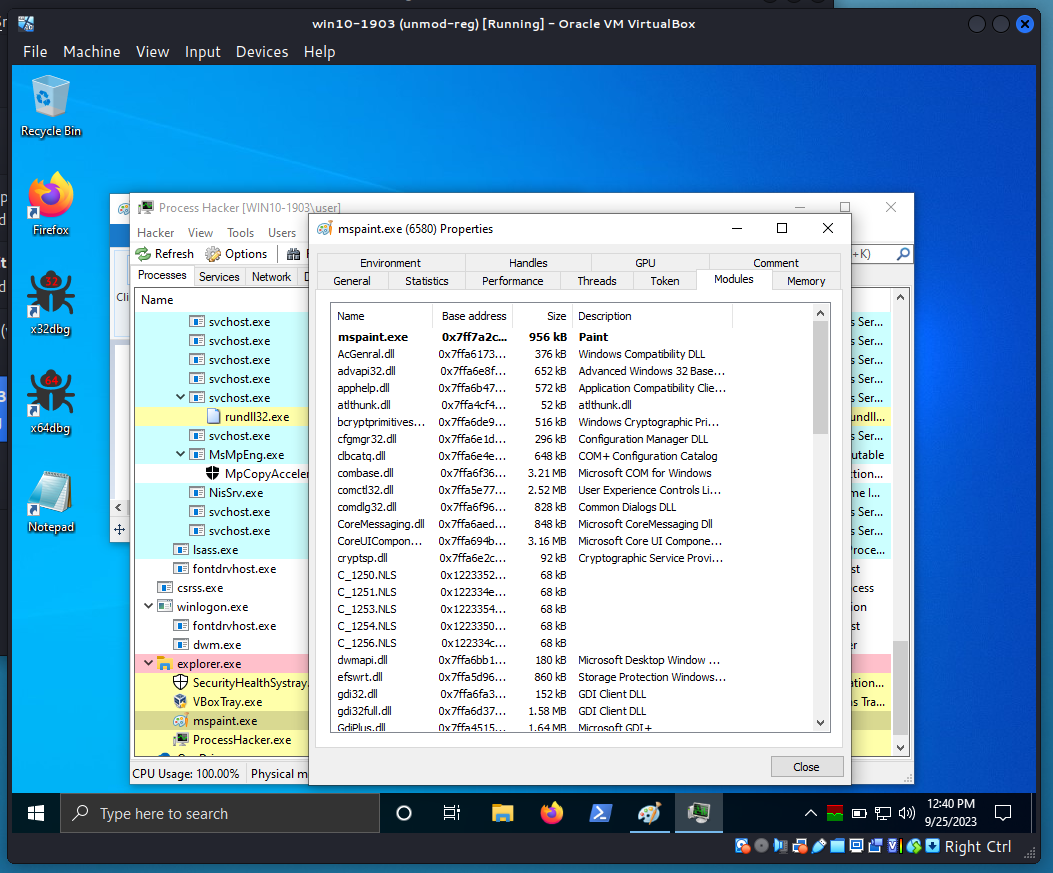 win10-1903 (unmod-reg) [Running] - Oracle VM VirtualBox
File Machine View Input Devices Help
Recycle Bin
Firefox
x32dbg
x64dbg
Notepad
Process Hacker [WIN10-1903\user]
Hacker View Tools Users
Refresh Options
+K)
Processes Services Network
Name
svchost.exe
svchost.exe
svchost.exe
svchost.exe
svchost.exe
rundll32.exe
svchost.exe
MsMpEng.exe
MpCopyAcceler
NisSrv.exe
svchost.exe
svchost.exe
lsass.exe
fontdrvhost.exe
csrss.exe
winlogon.exe
fontdrvhost.exe
dwm.exe
explorer.exe
SecurityHealthSystray.
VBoxTray.exe
mspaint.exe
ProcessHacker.exe
CPU Usage: 100.00% Physical m
mspaint.exe (6580) Properties
Environment Handles GPU Comment
General Statistics Performance Threads Token Modules Memory
Name Base address Size Description
mspaint.exe 0x7ff7a2c... 956 kB Paint
AcGenral.dll 0x7ffa6173... 376 kB Windows Compatibility DLL
advapi32.dll 0x7ffa6e8f... 652 kB Advanced Windows 32 Base...
apphelp.dll 0x7ffa6b47... 572 kB Application Compatibility Clie...
atlthunk.dll 0x7ffa4cf4... 52 kB atlthunk.dll
bcryptprimitives... 0x7ffa6de9... 516 kB Windows Cryptographic Pri...
cfgmgr32.dll 0x7ffa6e1d... 296 kB Configuration Manager DLL
clbcatq.dll 0x7ffa6e4e... 648 kB COM+ Configuration Catalog
combase.dll 0x7ffa6f36... 3.21 MB Microsoft COM for Windows
comctl32.dll 0x7ffa5e77... 2.52 MB User Experience Controls Li...
comdlg32.dll 0x7ffa6f96... 828 kB Common Dialogs DLL
CoreMessaging.dll 0x7ffa6aed... 848 kB Microsoft CoreMessaging Dll
CoreUICompon... 0x7ffa694b... 3.16 MB Microsoft Core UI Compone...
cryptsp.dll 0x7ffa6e2c... 92 kB Cryptographic Service Provi...
C_1250.NLS 0x1223352... 68 kB
C_1251.NLS 0x122334e... 68 kB
C_1253.NLS 0x1223354... 68 kB
C_1254.NLS 0x1223350... 68 kB
C_1256.NLS 0x122334c... 68 kB
dwmapi.dll 0x7ffa6bb1... 180 kB Microsoft Desktop Window ...
efswrt.dll 0x7ffa5d96... 860 kB Storage Protection Windows...
gdi32.dll 0x7ffa6fa3... 152 kB GDI Client DLL
gdi32full.dll 0x7ffa6d37... 1.58 MB GDI Client DLL
GdiPlus.dll 0x7ffa4515... 1.64 MB Microsoft GDI+
Close
Type here to search
12:40 PM
9/25/2023
Right Ctrl